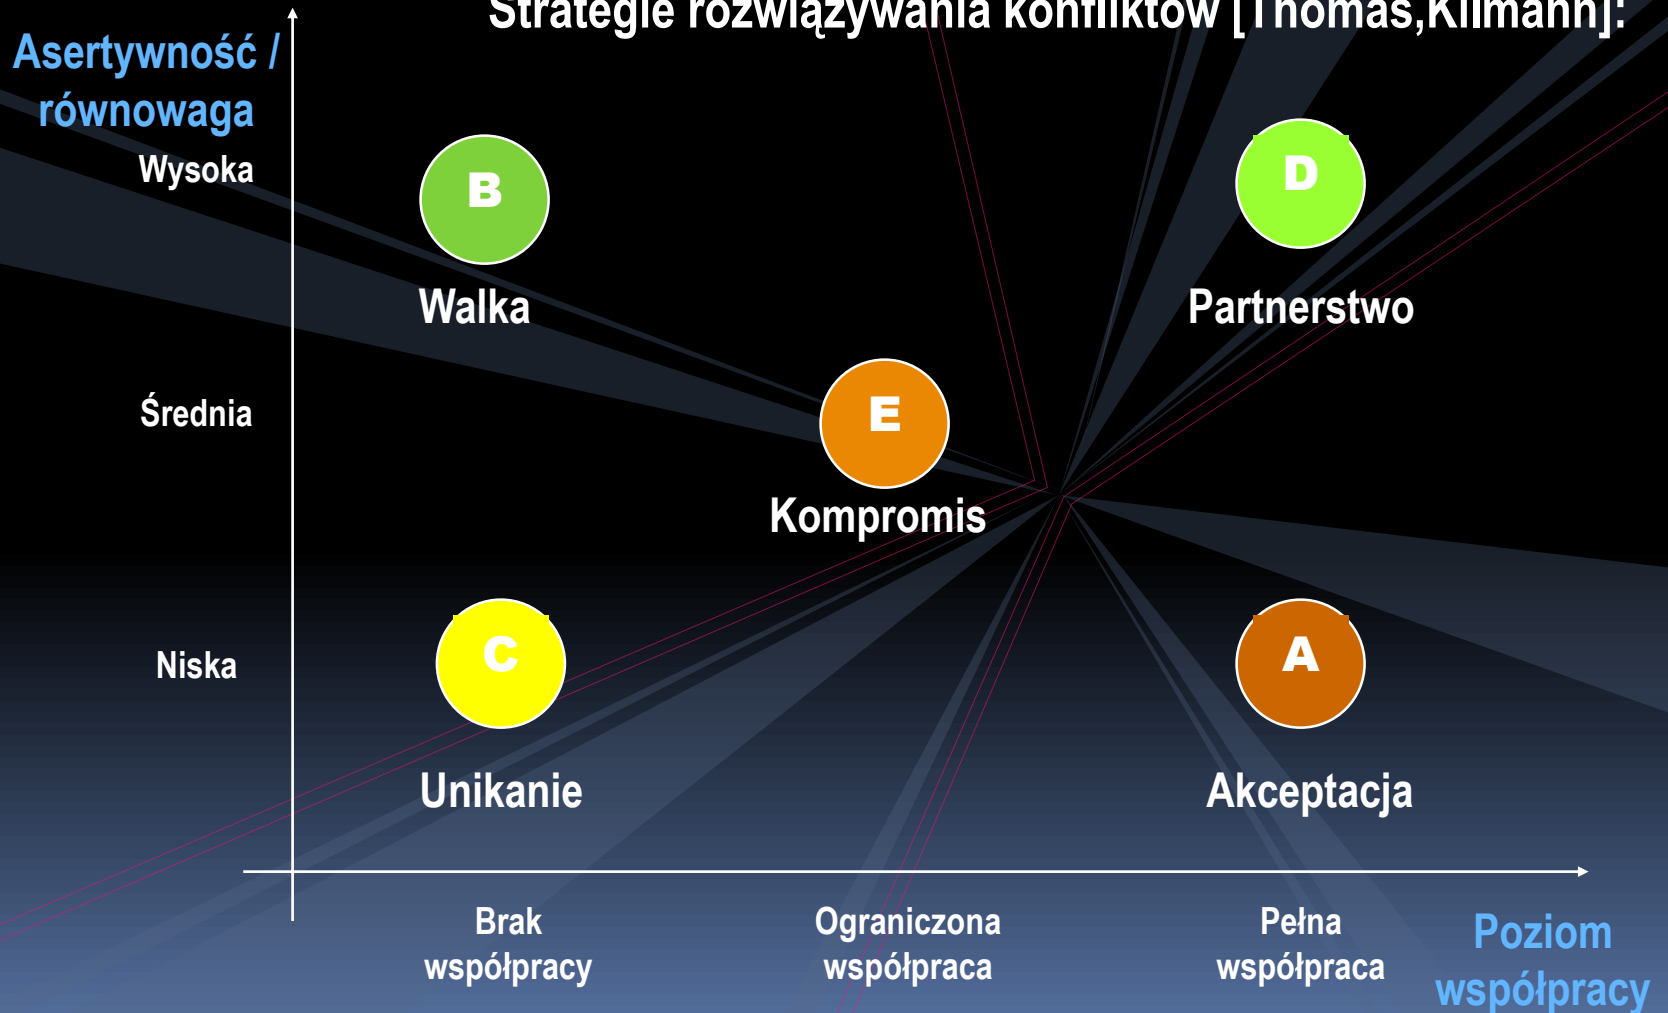 Strategie rozwiązywania konfliktów [Thomas,Kilmann]:
Asertywność /
równowaga
Wysoka
B
D
Walka
Partnerstwo
Średnia
E
Kompromis
Niska
C
A
Unikanie
Akceptacja
Brak
współpracy
Ograniczona
współpraca
Pełna
współpraca
Poziom
współpracy